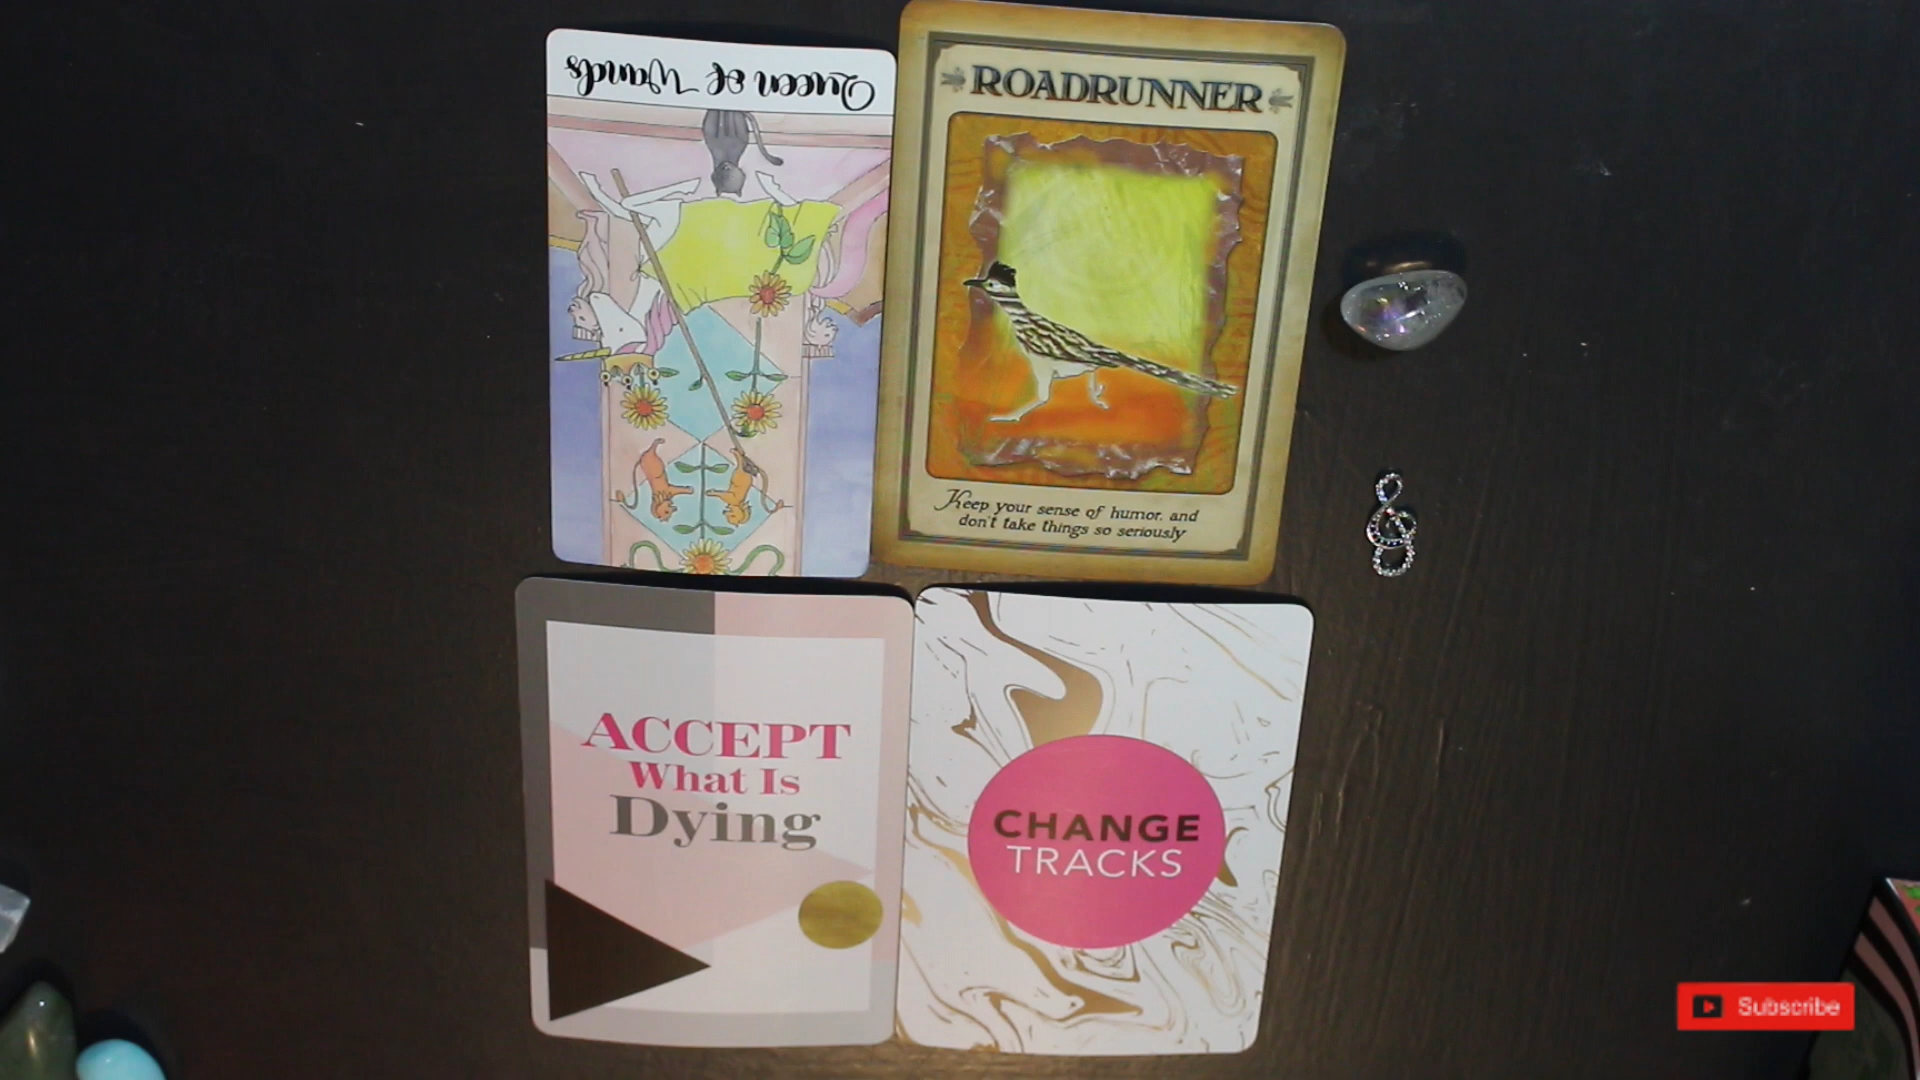 Queen of Wands
ROADRUNNER
Keep your sense of humor, and
don't take things so seriously
ACCEPT
What Is
Dying
CHANGE
TRACKS
Subscribe